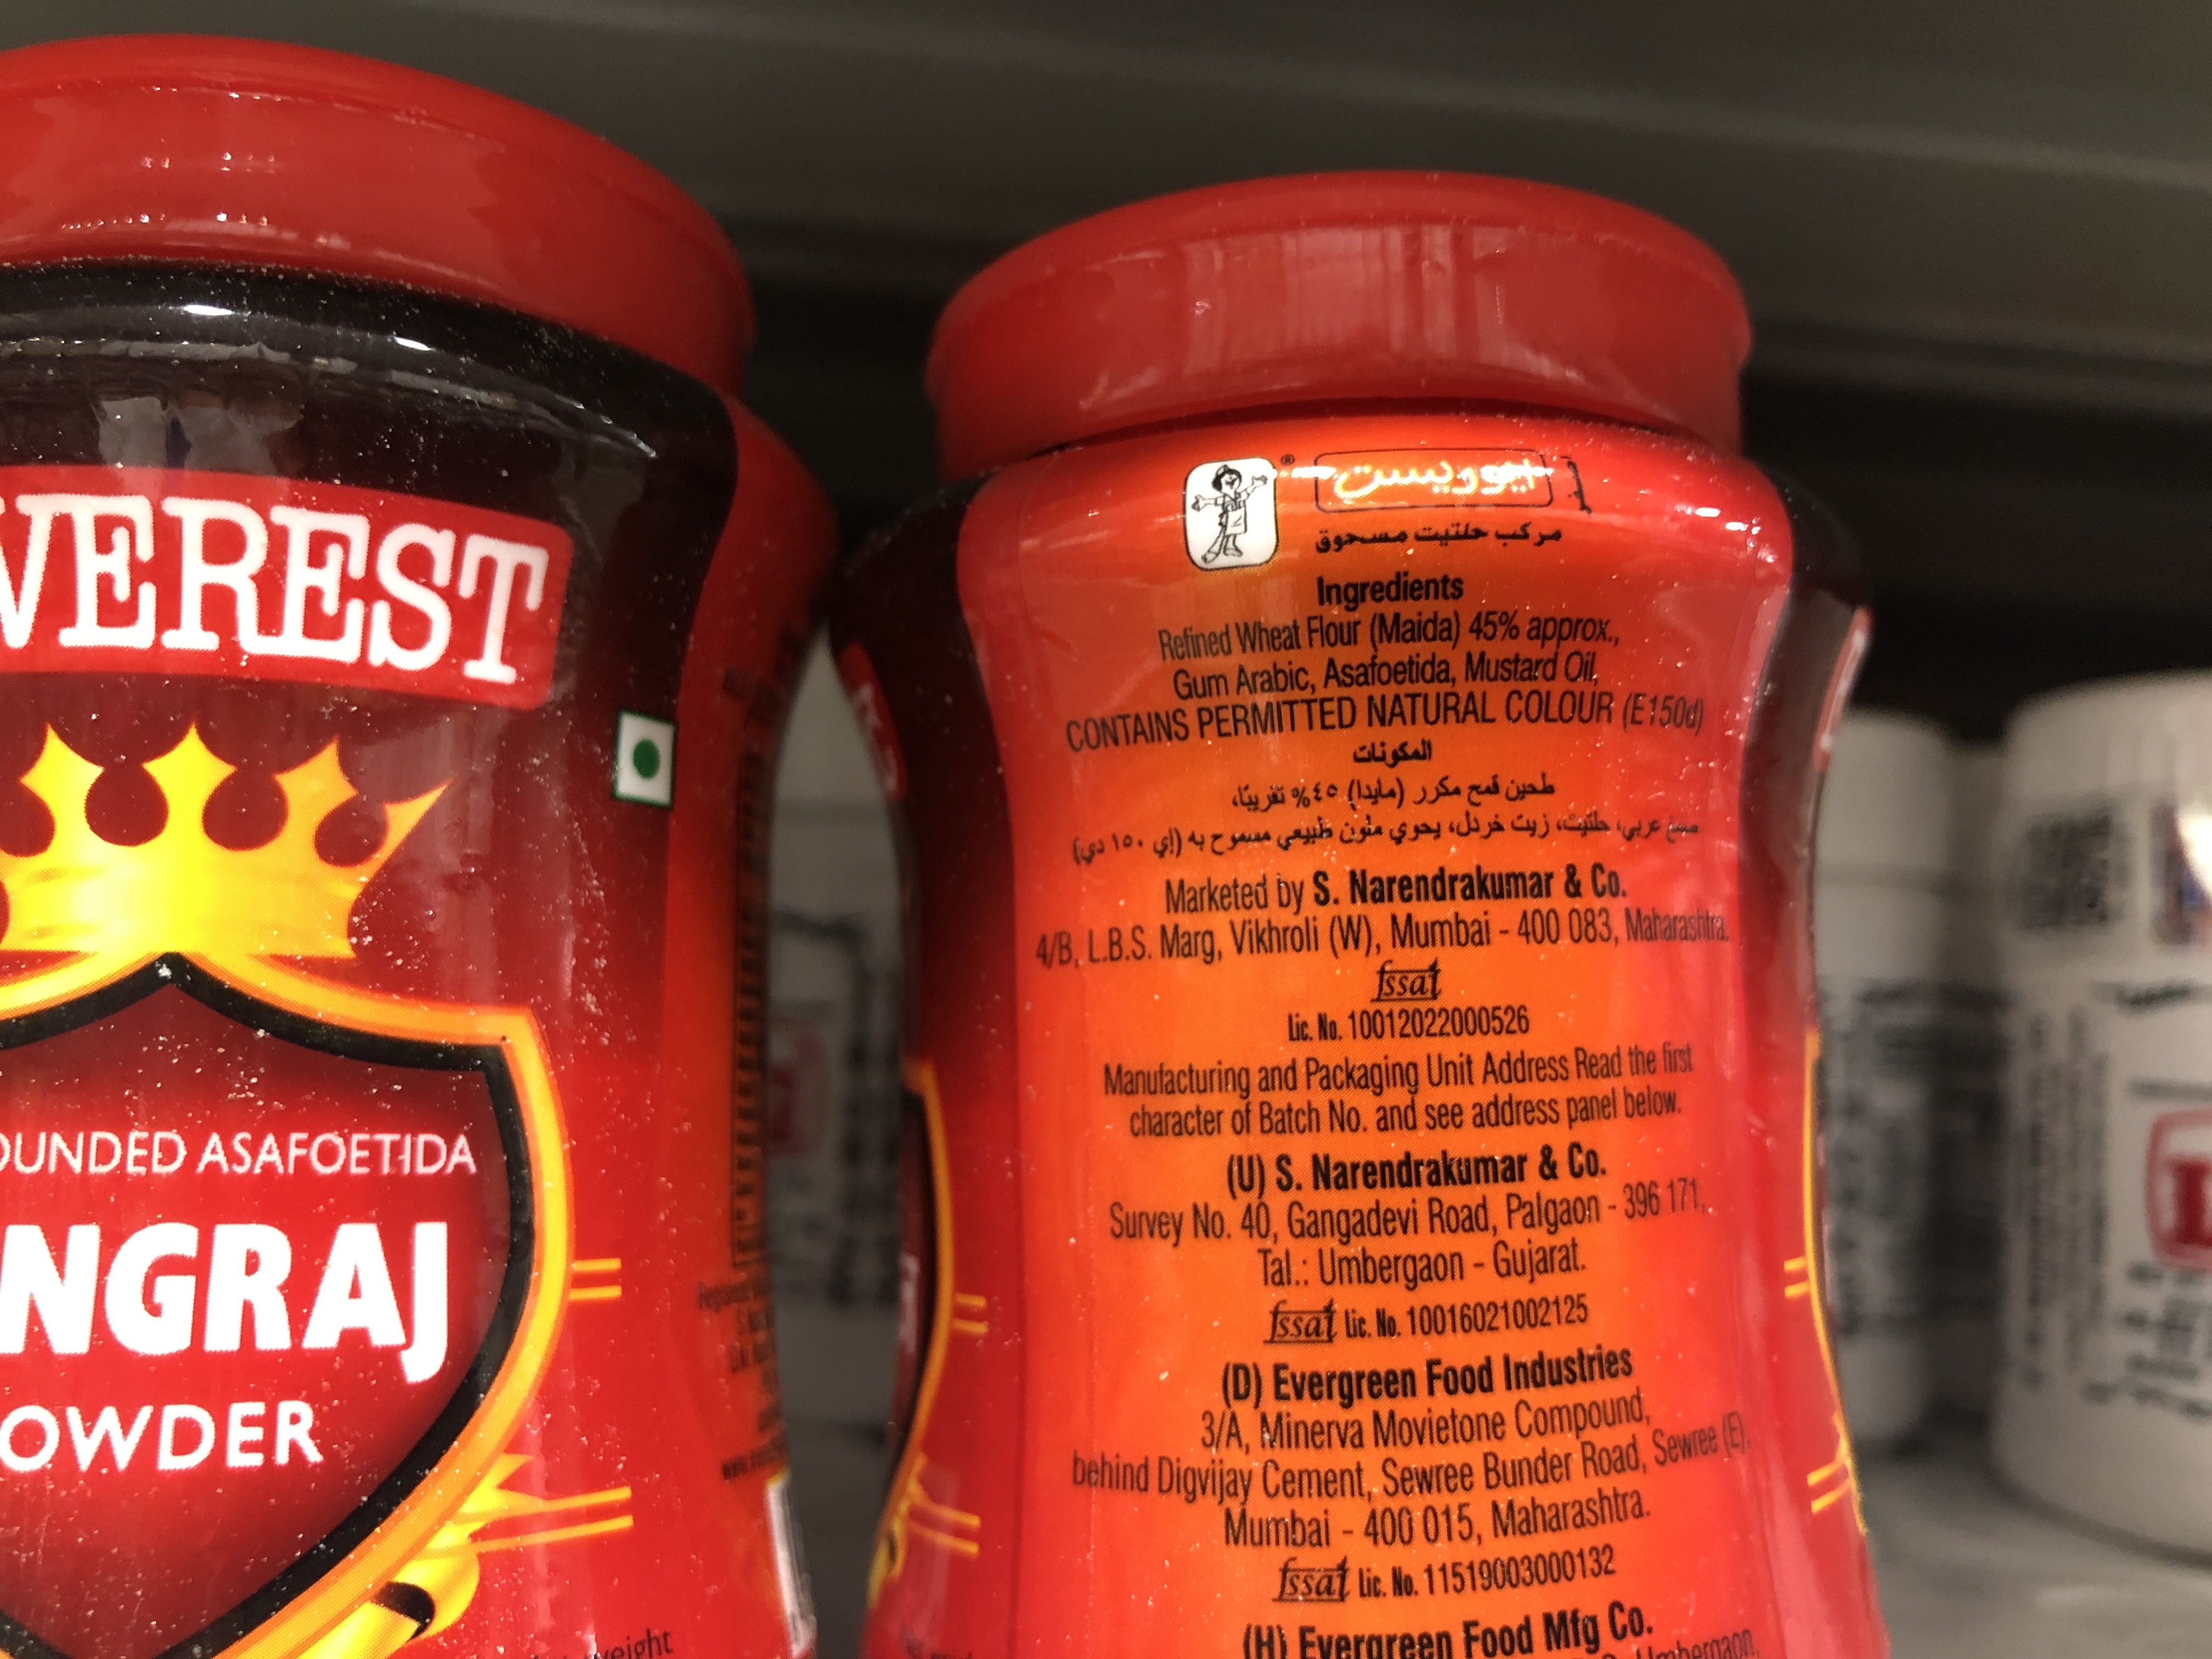 VEREST
OUNDED ASAFOETIDA
NGRAJ
OWDER
weight
® ايوريست
مركب حلتيت مسحوق
Ingredients
Refined Wheat Flour (Maida) 45% approx.,
Gum Arabic, Asafoetida, Mustard Oil,
CONTAINS PERMITTED NATURAL COLOUR (E150d)
المكونات
طحين قمح مكرر (مايدا) ٤٥% تقريبًا،
صمغ عربي، حلتيت، زيت خردل، يحوي ملون طبيعي مسموح به (إي ١٥٠ دي)
Marketed by S. Narendrakumar & Co.
4/B, L.B.S. Marg, Vikhroli (W), Mumbai - 400 083, Maharashtra.
fssai
Lic. No. 10012022000526
Manufacturing and Packaging Unit Address Read the first
character of Batch No. and see address panel below.
(U) S. Narendrakumar & Co.
Survey No. 40, Gangadevi Road, Palgaon - 396 171,
Tal.: Umbergaon - Gujarat.
fssai Lic. No. 10016021002125
(D) Evergreen Food Industries
3/A, Minerva Movietone Compound,
behind Digvijay Cement, Sewree Bunder Road, Sewree (E),
Mumbai - 400 015, Maharashtra.
fssai Lic. No. 11519003000132
(H) Evergreen Food Mfg Co.
Umbergaon,